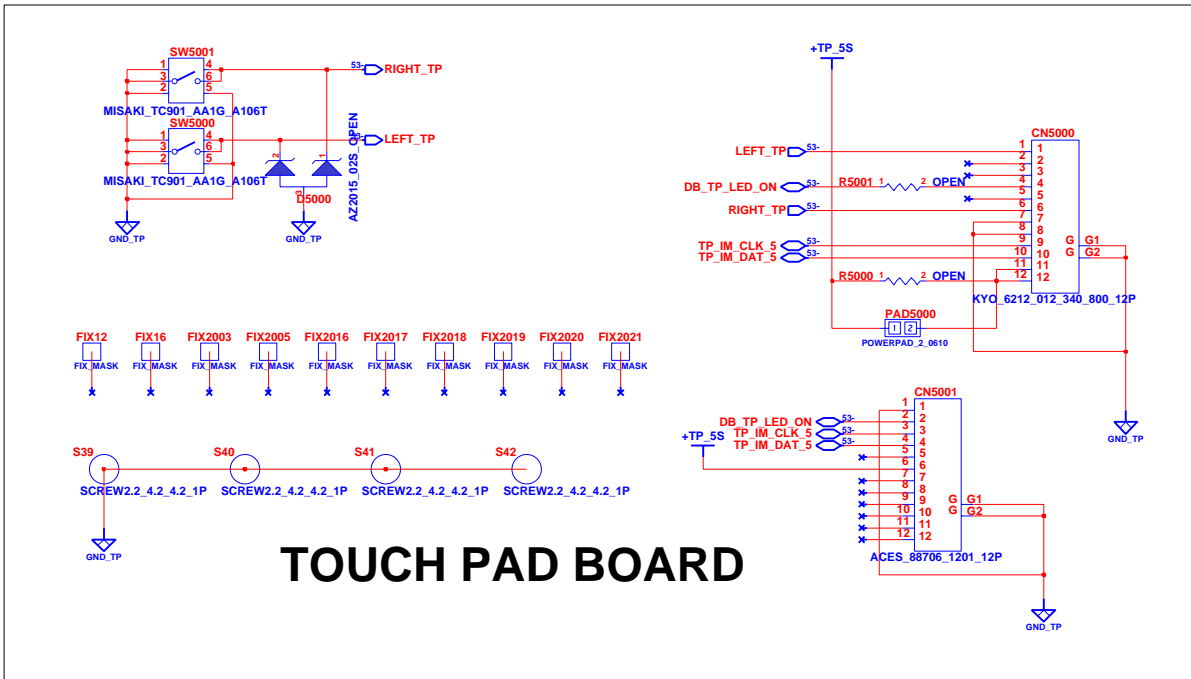 SW5001
1 4
3 6
2 5
MISAKI_TC901_AA1G_A106T
53- RIGHT_TP
SW5000
1 4
3 6
2 5
MISAKI_TC901_AA1G_A106T
LEFT_TP
2 1
3
D5000
AZ2015_02S_OPEN
GND_TP
GND_TP
+TP_5S
CN5000
LEFT_TP 53- 1 1
2 2
3 3
DB_TP_LED_ON 53- R5001 1 2 OPEN 4 4
5 5
RIGHT_TP 53- 6 6
7 7
8 8
TP_IM_CLK_5 53- 9 9 G G1
TP_IM_DAT_5 53- 10 10 G G2
11 11
R5000 1 2 OPEN 12 12
KYO_6212_012_340_800_12P
PAD5000
1 2
POWERPAD_2_0610
GND_TP
FIX12 FIX16 FIX2003 FIX2005 FIX2016 FIX2017 FIX2018 FIX2019 FIX2020 FIX2021
FIX_MASK FIX_MASK FIX_MASK FIX_MASK FIX_MASK FIX_MASK FIX_MASK FIX_MASK FIX_MASK FIX_MASK
CN5001
1 1
DB_TP_LED_ON 53- 2 2
TP_IM_CLK_5 53- 3 3
+TP_5S TP_IM_DAT_5 53- 4 4
5 5
6 6
7 7
8 8
9 9 G G1
10 10 G G2
11 11
12 12
ACES_88706_1201_12P
GND_TP
S39 S40 S41 S42
SCREW2.2_4.2_4.2_1P SCREW2.2_4.2_4.2_1P SCREW2.2_4.2_4.2_1P SCREW2.2_4.2_4.2_1P
GND_TP
TOUCH PAD BOARD